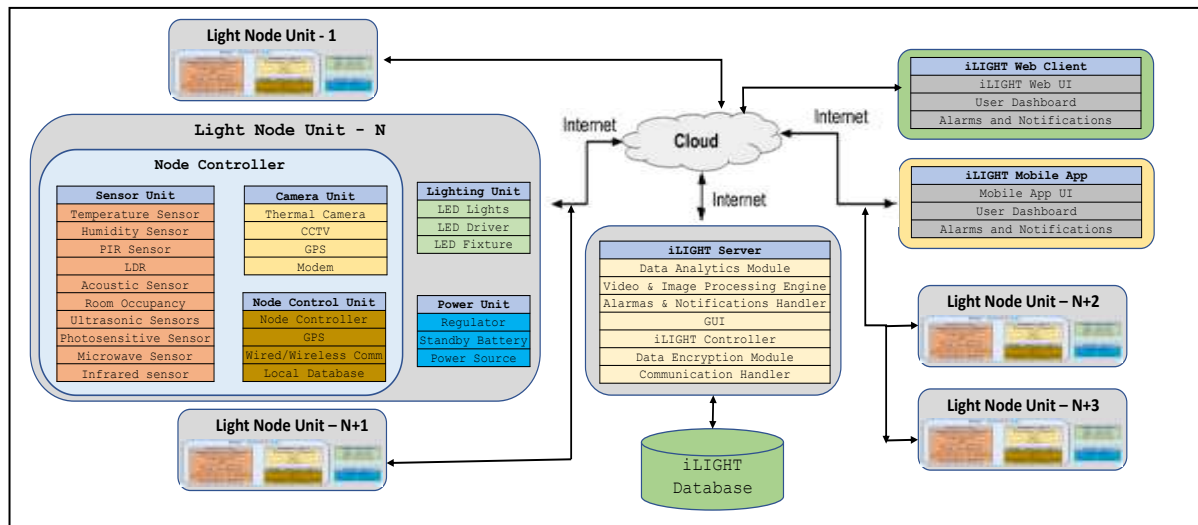 Light Node Unit - 1
Light Node Unit - N
Node Controller
Sensor Unit
Temperature Sensor
Humidity Sensor
PIR Sensor
LDR
Acoustic Sensor
Room Occupancy
Ultrasonic Sensors
Photosensitive Sensor
Microwave Sensor
Infrared sensor
Camera Unit
Thermal Camera
CCTV
GPS
Modem
Node Control Unit
Node Controller
GPS
Wired/Wireless Comm
Local Database
Lighting Unit
LED Lights
LED Driver
LED Fixture
Power Unit
Regulator
Standby Battery
Power Source
Light Node Unit – N+1
Internet
Cloud
Internet
Internet
iLIGHT Server
Data Analytics Module
Video & Image Processing Engine
Alarmas & Notifications Handler
GUI
iLIGHT Controller
Data Encryption Module
Communication Handler
iLIGHT
Database
iLIGHT Web Client
iLIGHT Web UI
User Dashboard
Alarms and Notifications
iLIGHT Mobile App
Mobile App UI
User Dashboard
Alarms and Notifications
Light Node Unit – N+2
Light Node Unit – N+3